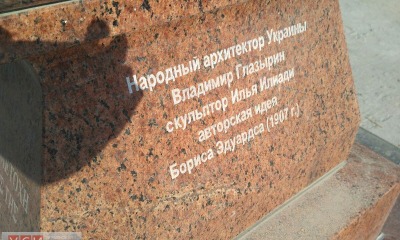 Народный архитектор Украины
Владимир Глазырин
скульптор Илья Илиади
авторская идея
Бориса Эдуардса (1907 г.)